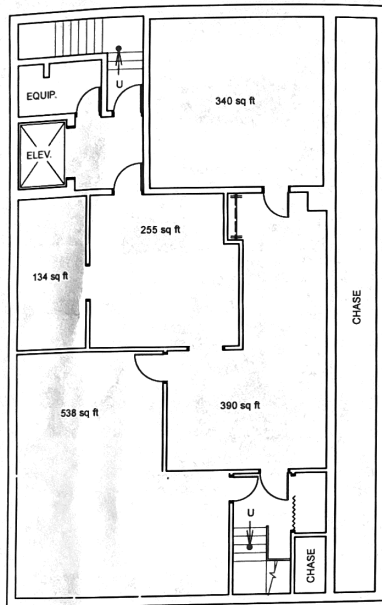 U
340 sq ft
EQUIP.
ELEV.
255 sq ft
134 sq ft
CHASE
538 sq ft
390 sq ft
U
CHASE